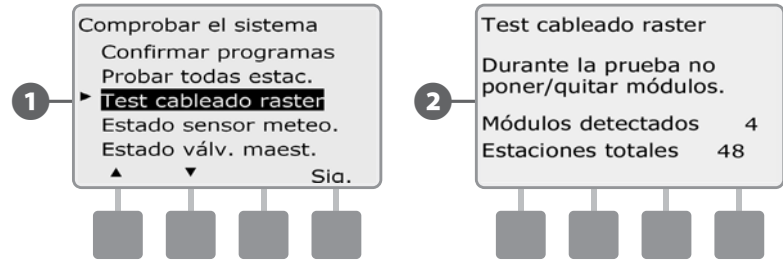 Comprobar el sistema
Confirmar programas
Probar todas estac.
Test cableado raster
Estado sensor meteo.
Estado válv. maest.
Sig.
1
Test cableado raster
Durante la prueba no
poner/quitar módulos.
Módulos detectados 4
Estaciones totales 48
2